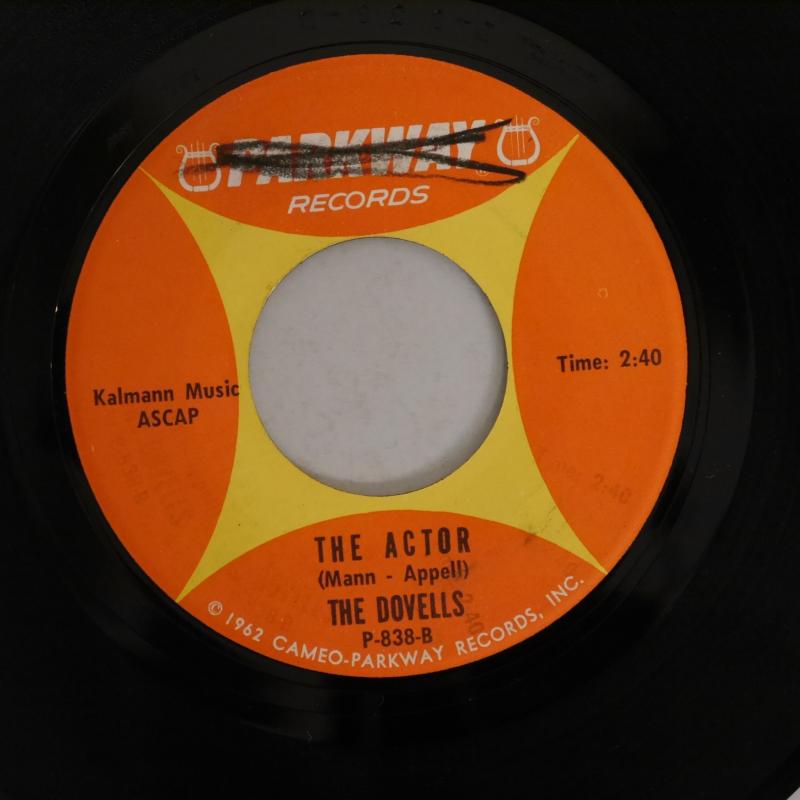 PARKWAY
RECORDS
Kalmann Music
ASCAP
Time: 2:40
THE ACTOR
(Mann - Appell)
THE DOVELLS
P-838-B
© 1962 CAMEO-PARKWAY RECORDS, INC.